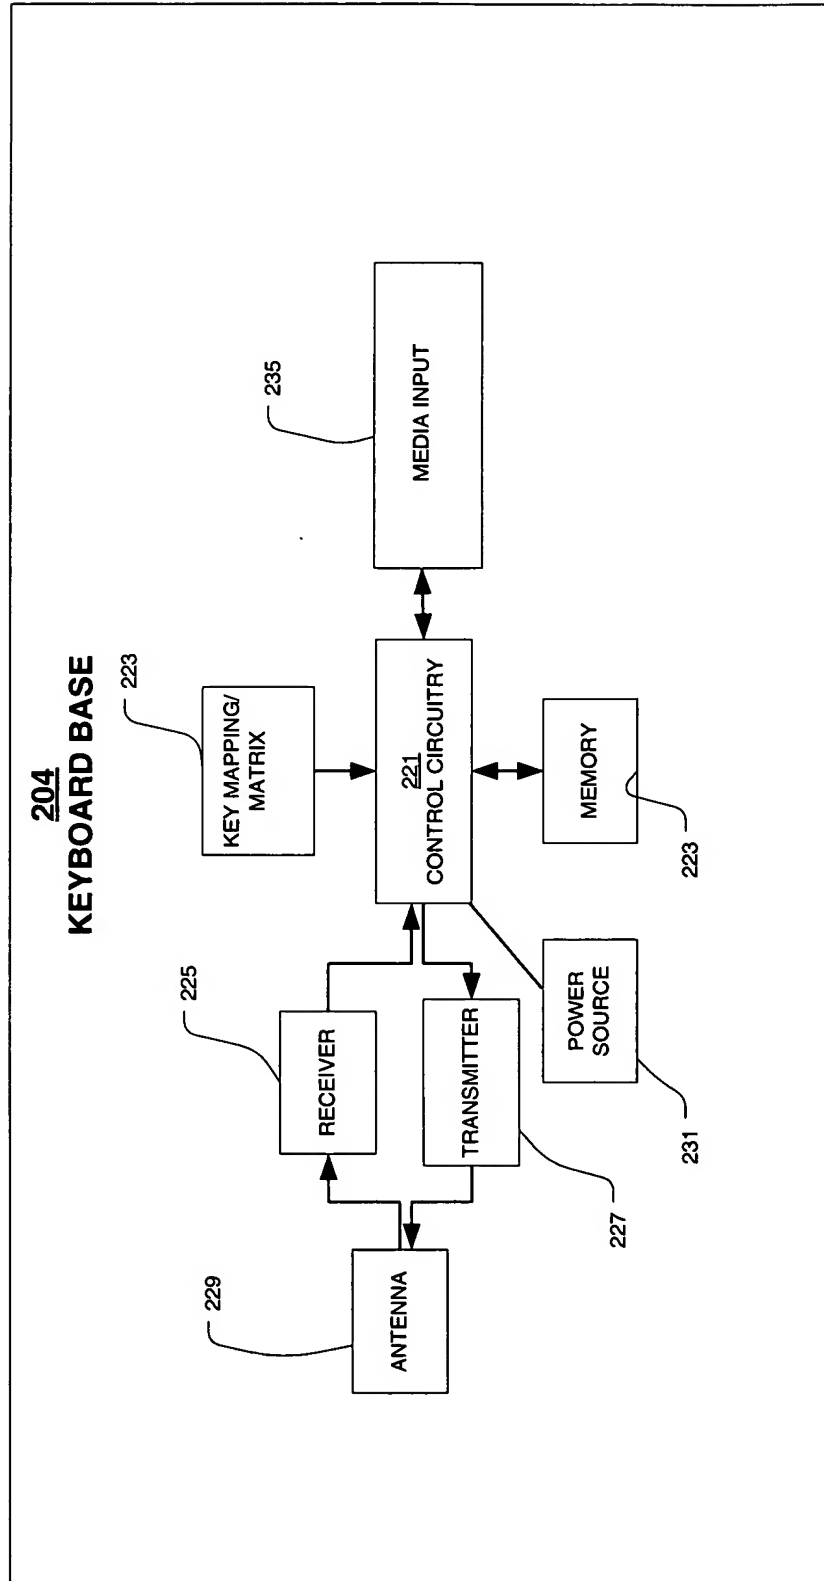 204
KEYBOARD BASE
223
KEY MAPPING/
MATRIX
235
MEDIA INPUT
225
RECEIVER
221
CONTROL CIRCUITRY
229
ANTENNA
TRANSMITTER
227
POWER
SOURCE
231
MEMORY
223